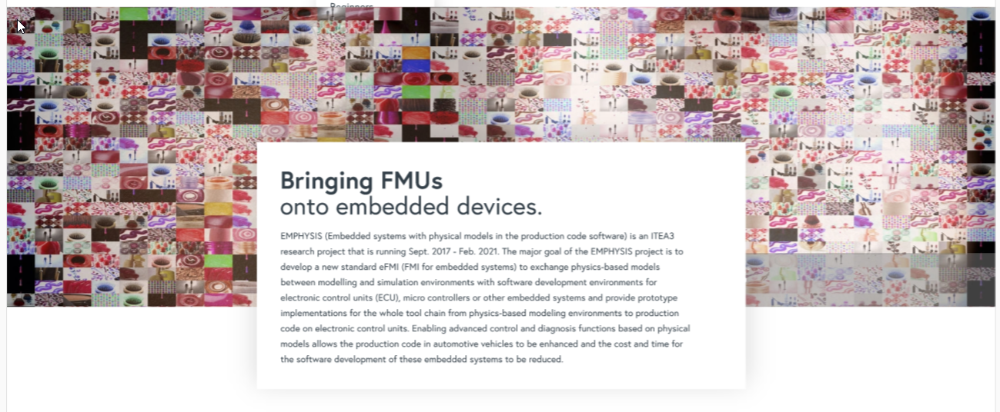 Beginners
Bringing FMUs
onto embedded devices.
EMPHYSIS (Embedded systems with physical models in the production code software) is an ITEA3
research project that is running Sept. 2017 - Feb. 2021. The major goal of the EMPHYSIS project is to
develop a new standard eFMI (FMI for embedded systems) to exchange physics-based models
between modelling and simulation environments with software development environments for
electronic control units (ECU), micro controllers or other embedded systems and provide prototype
implementations for the whole tool chain from physics-based modeling environments to production
code on electronic control units. Enabling advanced control and diagnosis functions based on physical
models allows the production code in automotive vehicles to be enhanced and the cost and time for
the software development of these embedded systems to be reduced.